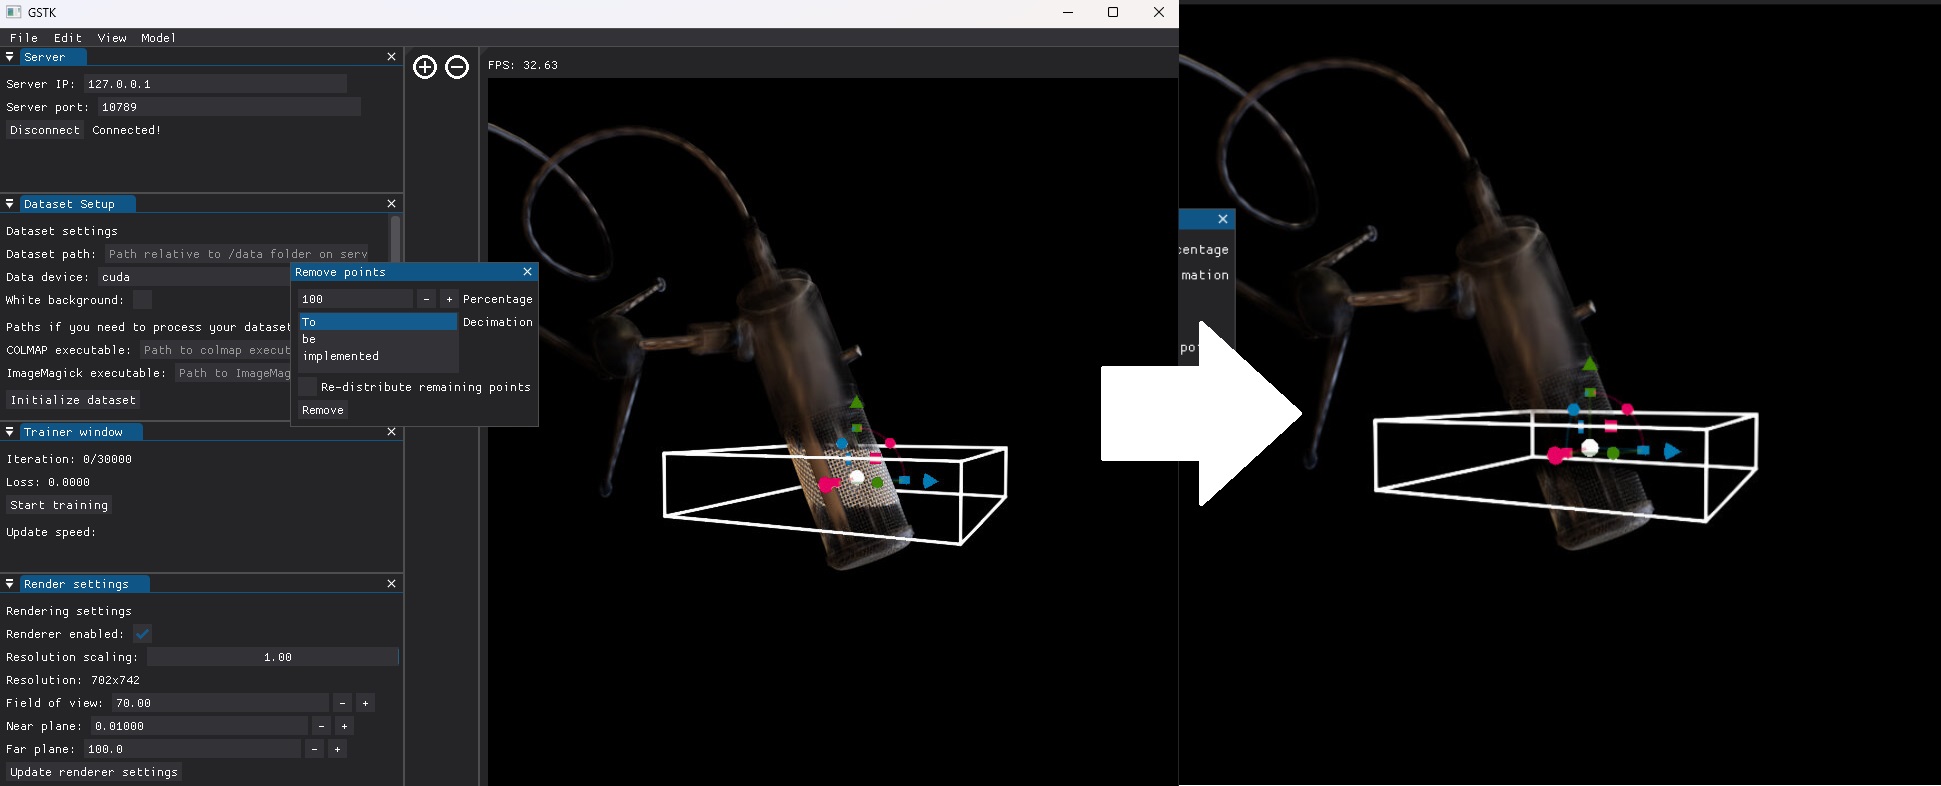 GSTK
File Edit View Model
Server
Server IP: 127.0.0.1
Server port: 10789
Disconnect Connected!
FPS: 32.63
Dataset Setup
Dataset settings
Dataset path: Path relative to /data folder on serv
Data device: cuda
White background:
Paths if you need to process your dataset
COLMAP executable: Path to colmap execut
ImageMagick executable: Path to ImageMag
Initialize dataset
Remove points
100 - + Percentage
To Decimation
be
implemented
Re-distribute remaining points
Remove
Trainer window
Iteration: 0/30000
Loss: 0.0000
Start training
Update speed:
Render settings
Rendering settings
Renderer enabled:
Resolution scaling: 1.00
Resolution: 702x742
Field of view: 70.00 - +
Near plane: 0.01000 - +
Far plane: 100.0 - +
Update renderer settings
centage
mation
poi